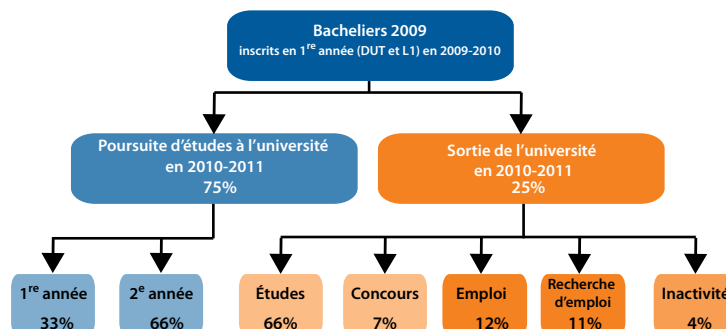 Bacheliers 2009
inscrits en 1re année (DUT et L1) en 2009-2010
Poursuite d'études à l'université
en 2010-2011
75%
Sortie de l'université
en 2010-2011
25%
1re année
33%
2e année
66%
Études
66%
Concours
7%
Emploi
12%
Recherche
d'emploi
11%
Inactivité
4%